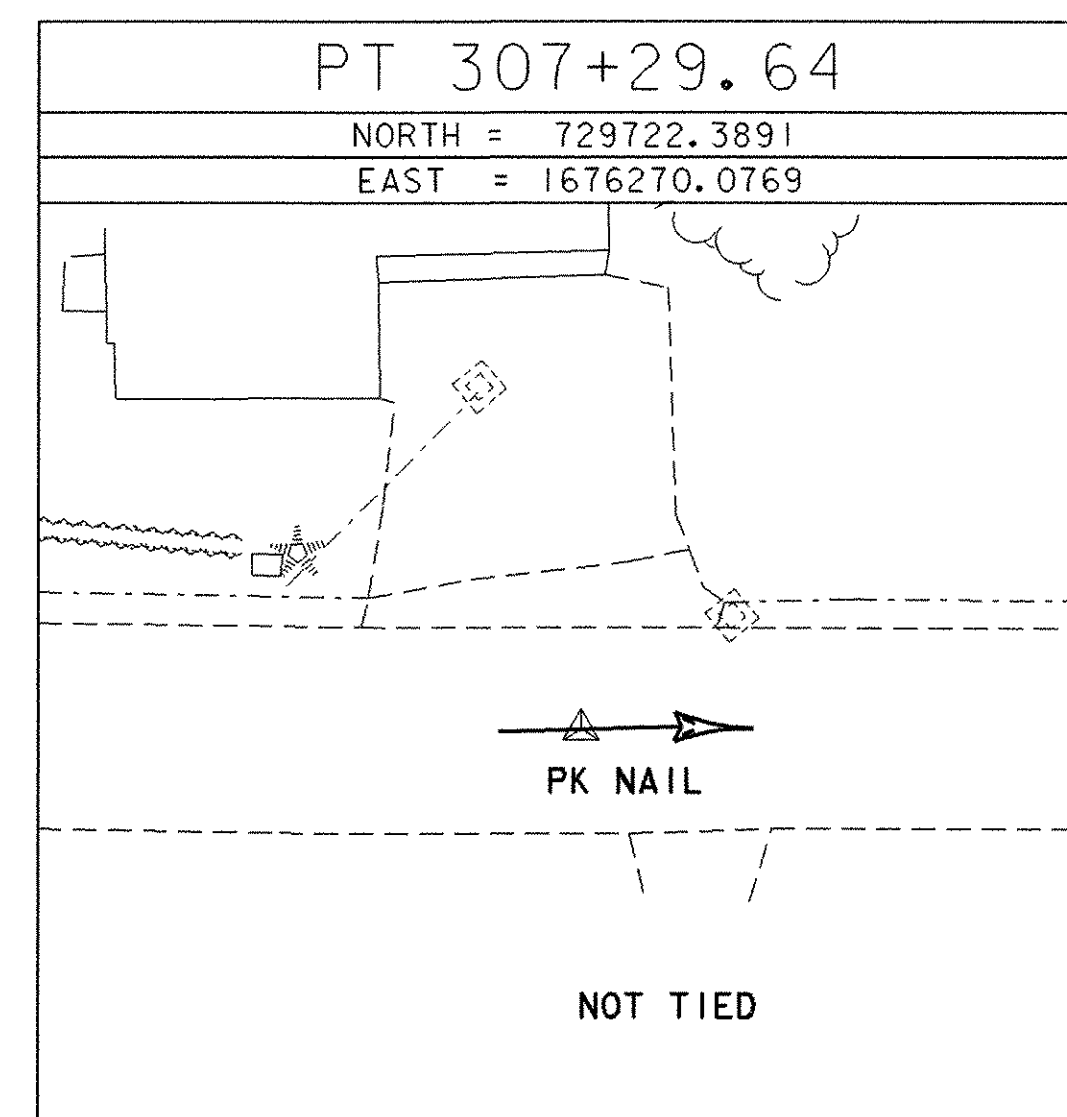 PT 307+29.64
NORTH = 729722.3891
EAST = 1676270.0769
PK NAIL
NOT TIED